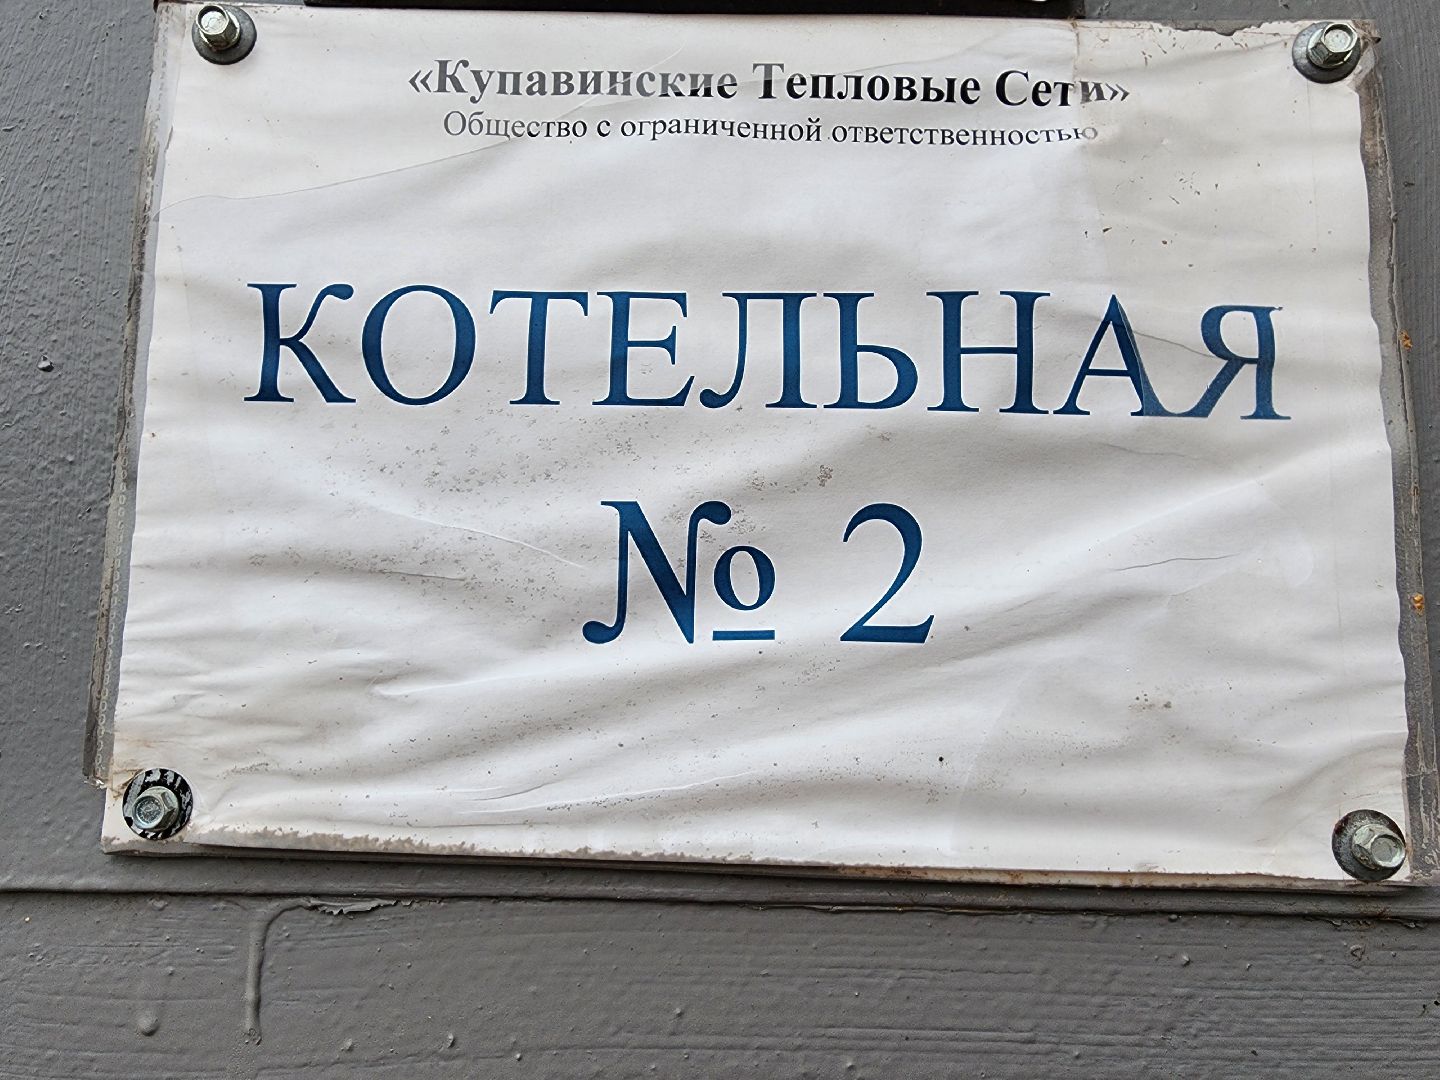 «Купавинские Тепловые Сети»
Общество с ограниченной ответственностью
КОТЕЛЬНАЯ
№ 2